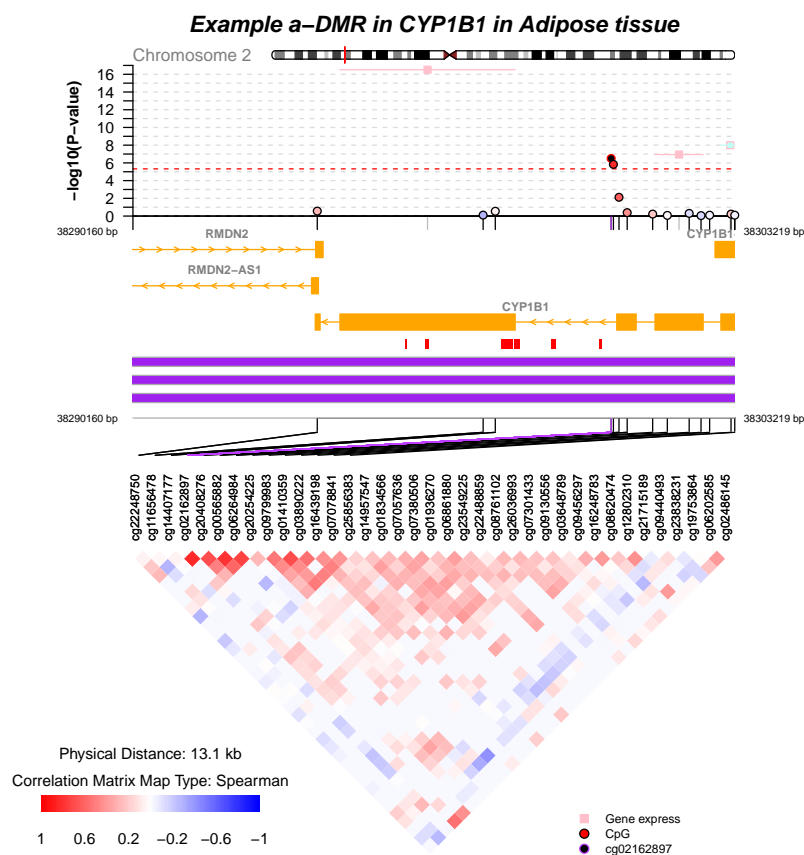 Example a−DMR in CYP1B1 in Adipose tissue
Chromosome 2
−log10(P−value)
16
14
12
10
8
6
4
2
0
38290160 bp
38303219 bp
RMDN2
CYP1B1
RMDN2−AS1
CYP1B1
38290160 bp
38303219 bp
cg22248750
cg11656478
cg14407177
cg02162897
cg20408276
cg00565882
cg06264984
cg20254225
cg09799983
cg01410359
cg03890222
cg16439198
cg07078841
cg25856383
cg14957547
cg01834566
cg07057636
cg07380506
cg01936270
cg06861880
cg23549225
cg22488859
cg08761102
cg26036993
cg07301433
cg09130556
cg03648789
cg09456297
cg16248783
cg08620474
cg12802310
cg21715189
cg09440493
cg23838231
cg19753864
cg06202585
cg02486145
Physical Distance: 13.1 kb
Correlation Matrix Map Type: Spearman
1 0.6 0.2 −0.2 −0.6 −1
Gene express
CpG
cg02162897